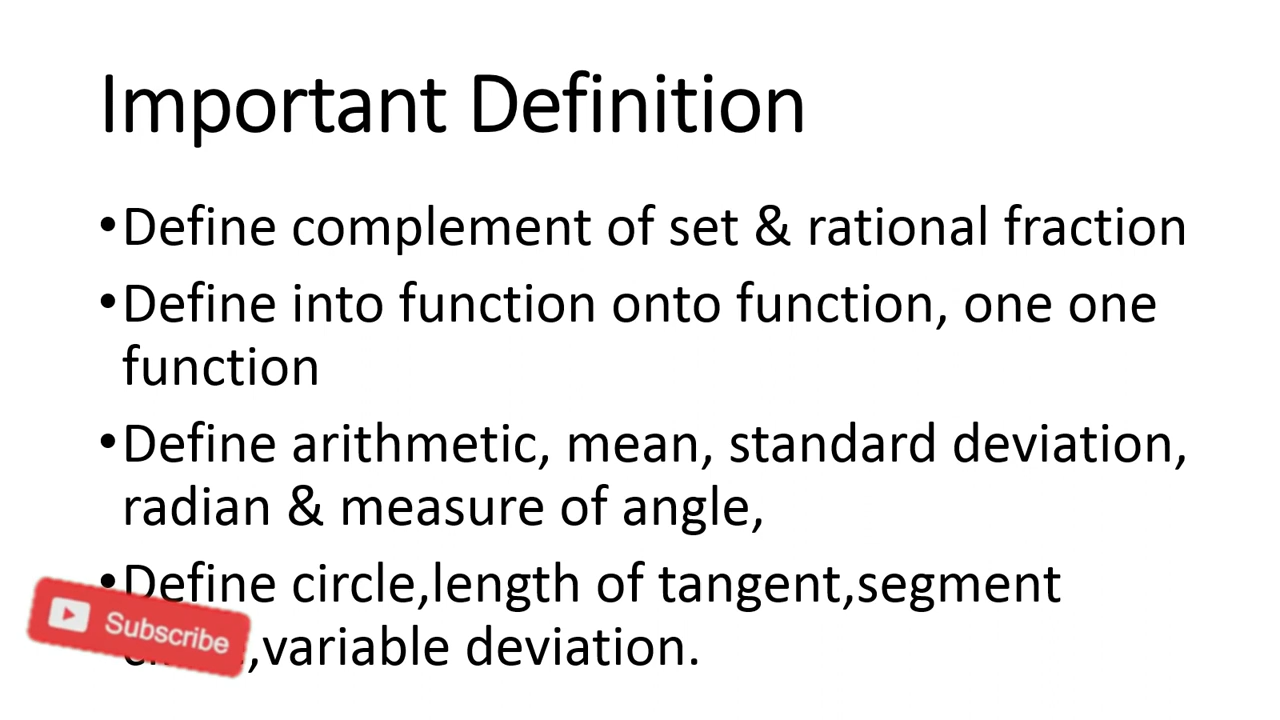 Important Definition
•Define complement of set & rational fraction
•Define into function onto function, one one
function
•Define arithmetic, mean, standard deviation,
radian & measure of angle,
•Define circle,length of tangent,segment
,variable deviation.
Subscribe